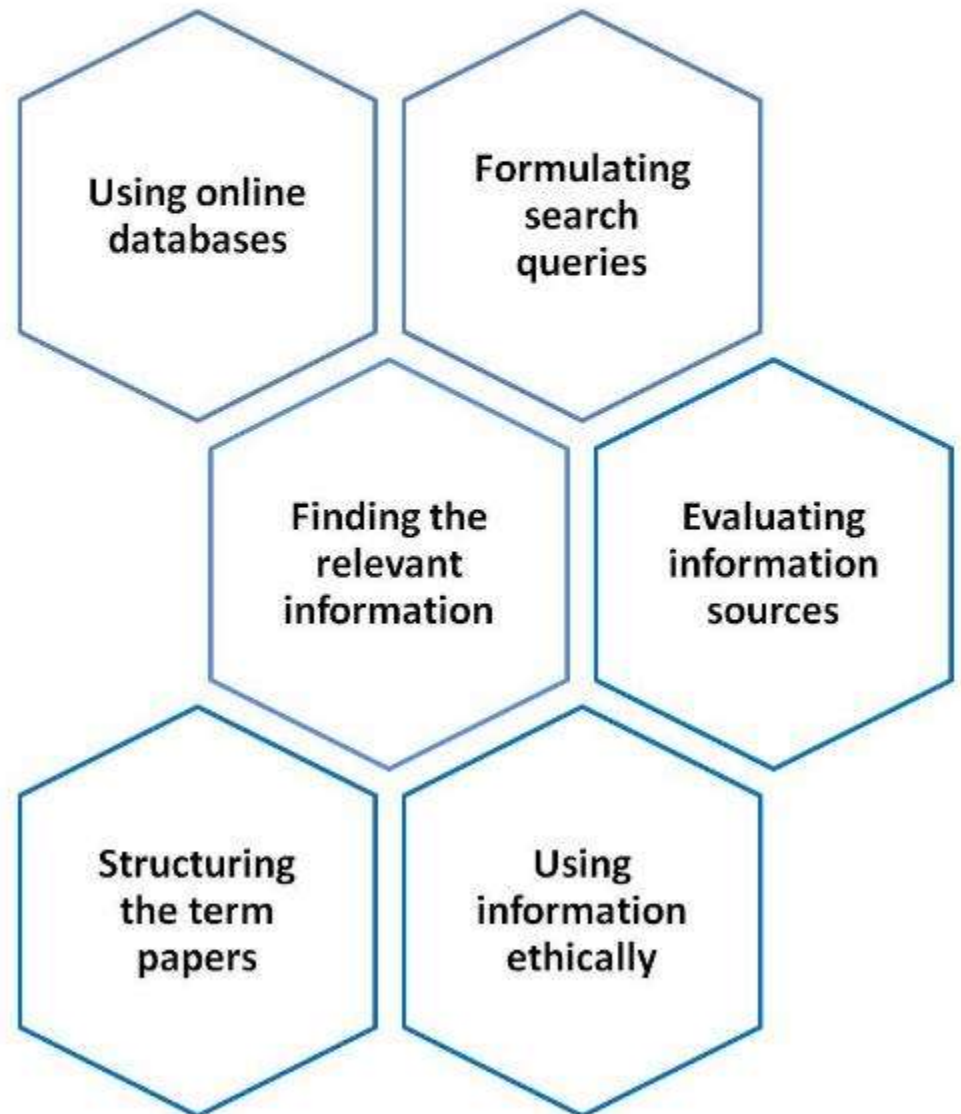 Using online
databases
Formulating
search
queries
Finding the
relevant
information
Evaluating
information
sources
Structuring
the term
papers
Using
information
ethically